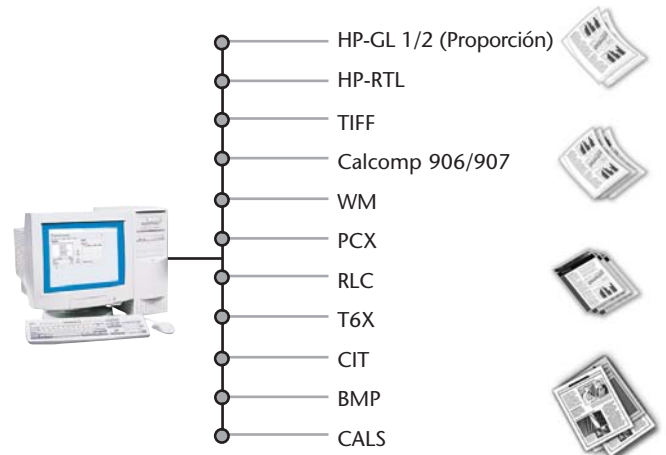 HP-GL 1/2 (Proporción)
HP-RTL
TIFF
Calcomp 906/907
WM
PCX
RLC
T6X
CIT
BMP
CALS